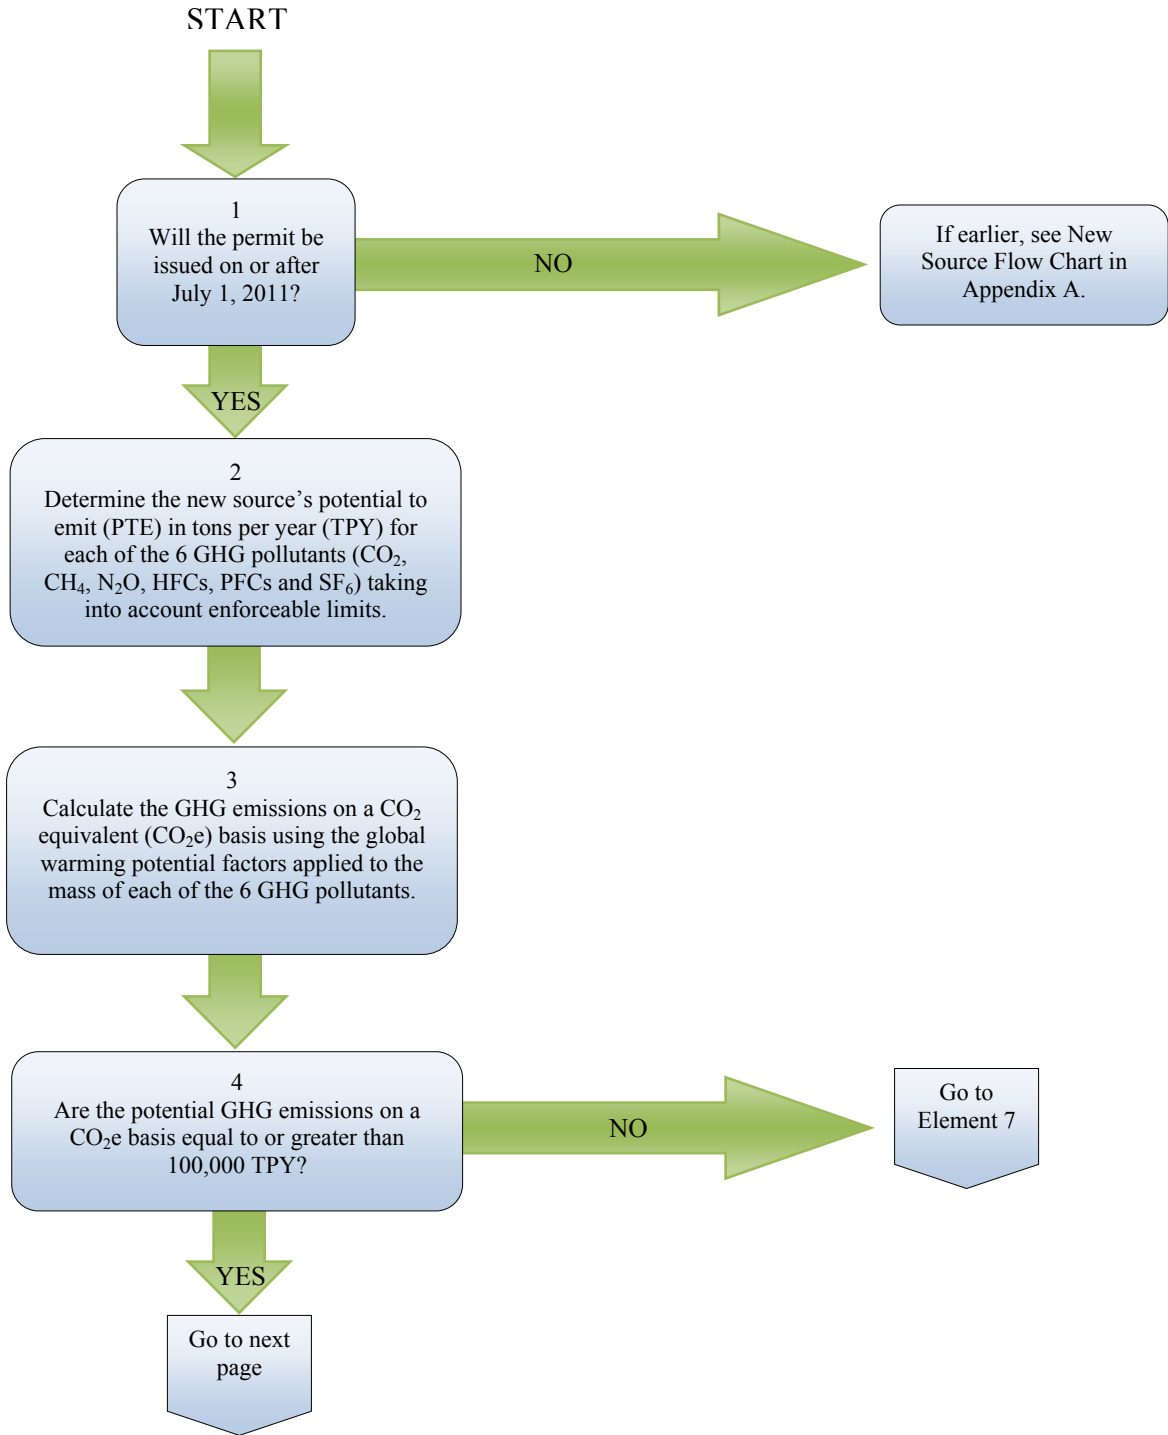 START
1
Will the permit be
issued on or after
July 1, 2011?
NO
If earlier, see New
Source Flow Chart in
Appendix A.
YES
2
Determine the new source’s potential to
emit (PTE) in tons per year (TPY) for
each of the 6 GHG pollutants (CO₂,
CH₄, N₂O, HFCs, PFCs and SF₆) taking
into account enforceable limits.
3
Calculate the GHG emissions on a CO₂
equivalent (CO₂e) basis using the global
warming potential factors applied to the
mass of each of the 6 GHG pollutants.
4
Are the potential GHG emissions on a
CO₂e basis equal to or greater than
100,000 TPY?
NO
Go to
Element 7
YES
Go to next
page